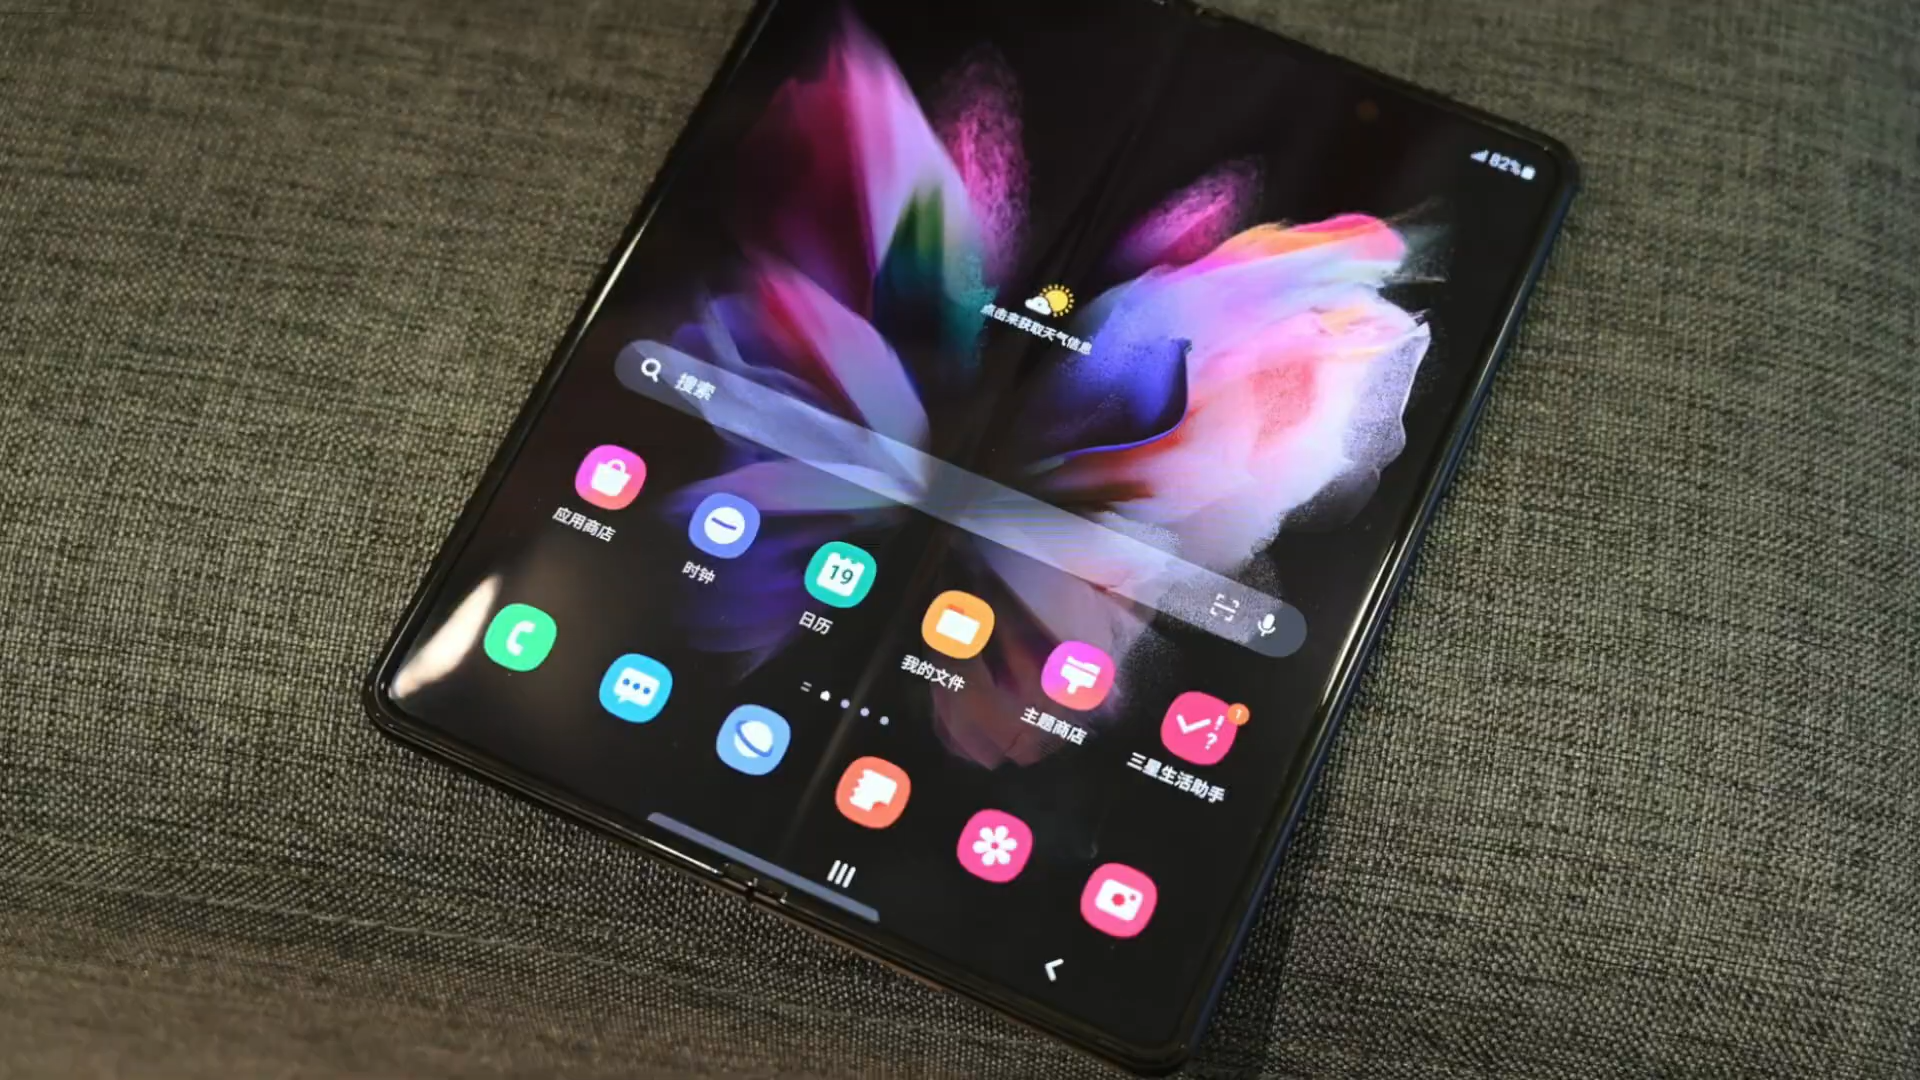 82%
点击来获取天气信息
搜索
应用商店
时钟
19
日历
我的文件
主题商店
1
三星生活助手